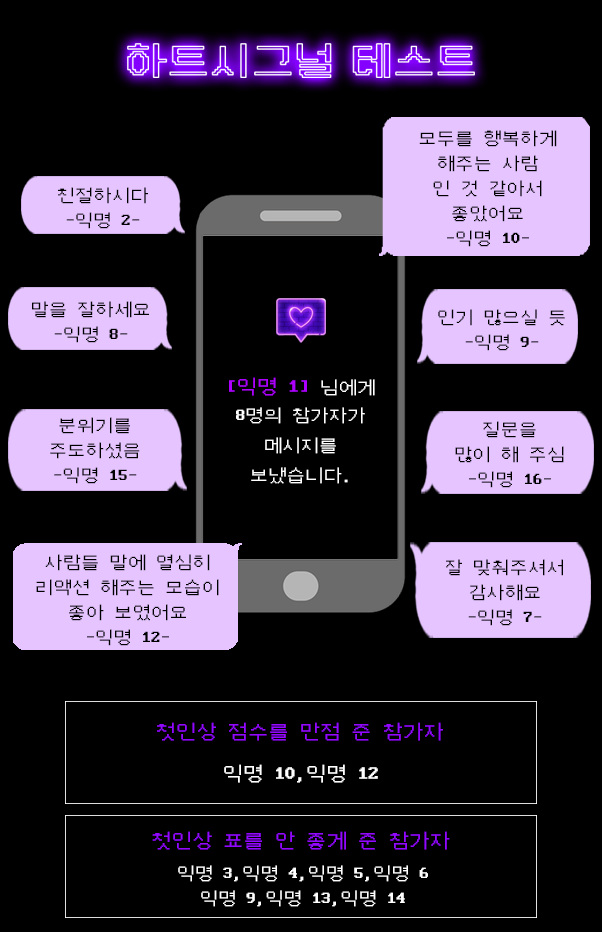 하트시그널 테스트
모두를 행복하게
해주는 사람
인 것 같아서
좋았어요
-익명 10-
친절하시다
-익명 2-
말을 잘하세요
-익명 8-
인기 많으실 듯
-익명 9-
[익명 1] 님에게
8명의 참가자가
메시지를
보냈습니다.
분위기를
주도하셨음
-익명 15-
질문을
많이 해 주심
-익명 16-
사람들 말에 열심히
리액션 해주는 모습이
좋아 보였어요
-익명 12-
잘 맞춰주셔서
감사해요
-익명 7-
첫인상 점수를 만점 준 참가자
익명 10,익명 12
첫인상 표를 안 좋게 준 참가자
익명 3,익명 4,익명 5,익명 6
익명 9,익명 13,익명 14